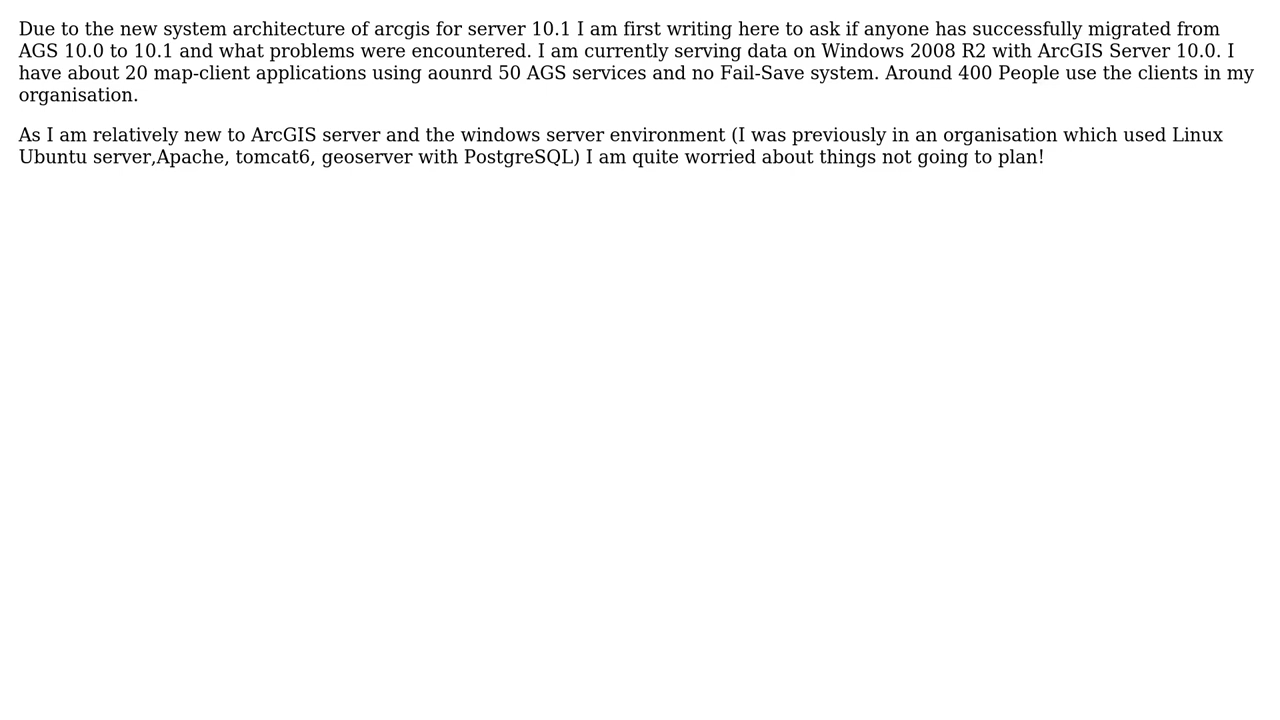 Due to the new system architecture of arcgis for server 10.1 I am first writing here to ask if anyone has successfully migrated from
AGS 10.0 to 10.1 and what problems were encountered. I am currently serving data on Windows 2008 R2 with ArcGIS Server 10.0. I
have about 20 map-client applications using aounrd 50 AGS services and no Fail-Save system. Around 400 People use the clients in my
organisation.
As I am relatively new to ArcGIS server and the windows server environment (I was previously in an organisation which used Linux
Ubuntu server,Apache, tomcat6, geoserver with PostgreSQL) I am quite worried about things not going to plan!